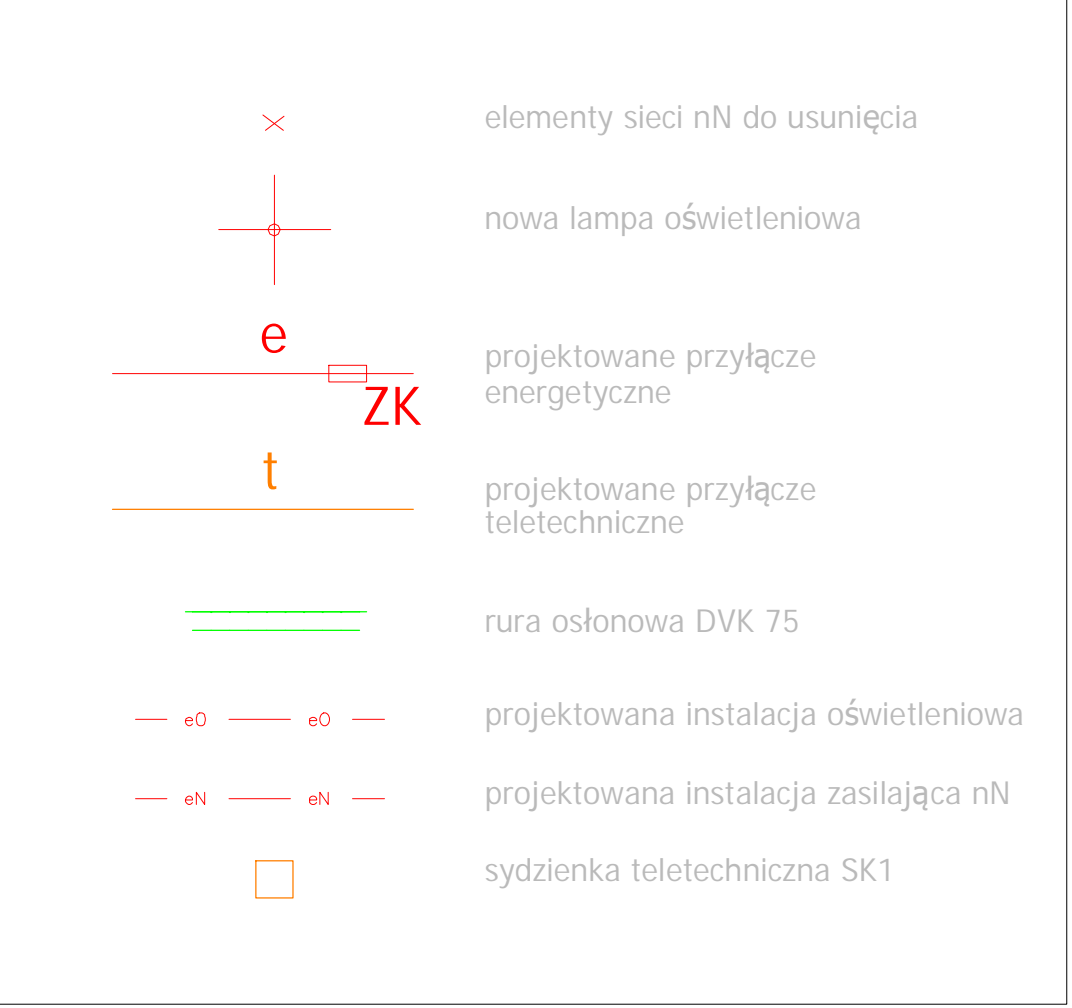 elementy sieci nN do usunięcia
nowa lampa oświetleniowa
e
ZK
projektowane przyłącze
energetyczne
t
projektowane przyłącze
teletechniczne
rura osłonowa DVK 75
eO eO projektowana instalacja oświetleniowa
eN eN projektowana instalacja zasilająca nN
sydzienka teletechniczna SK1